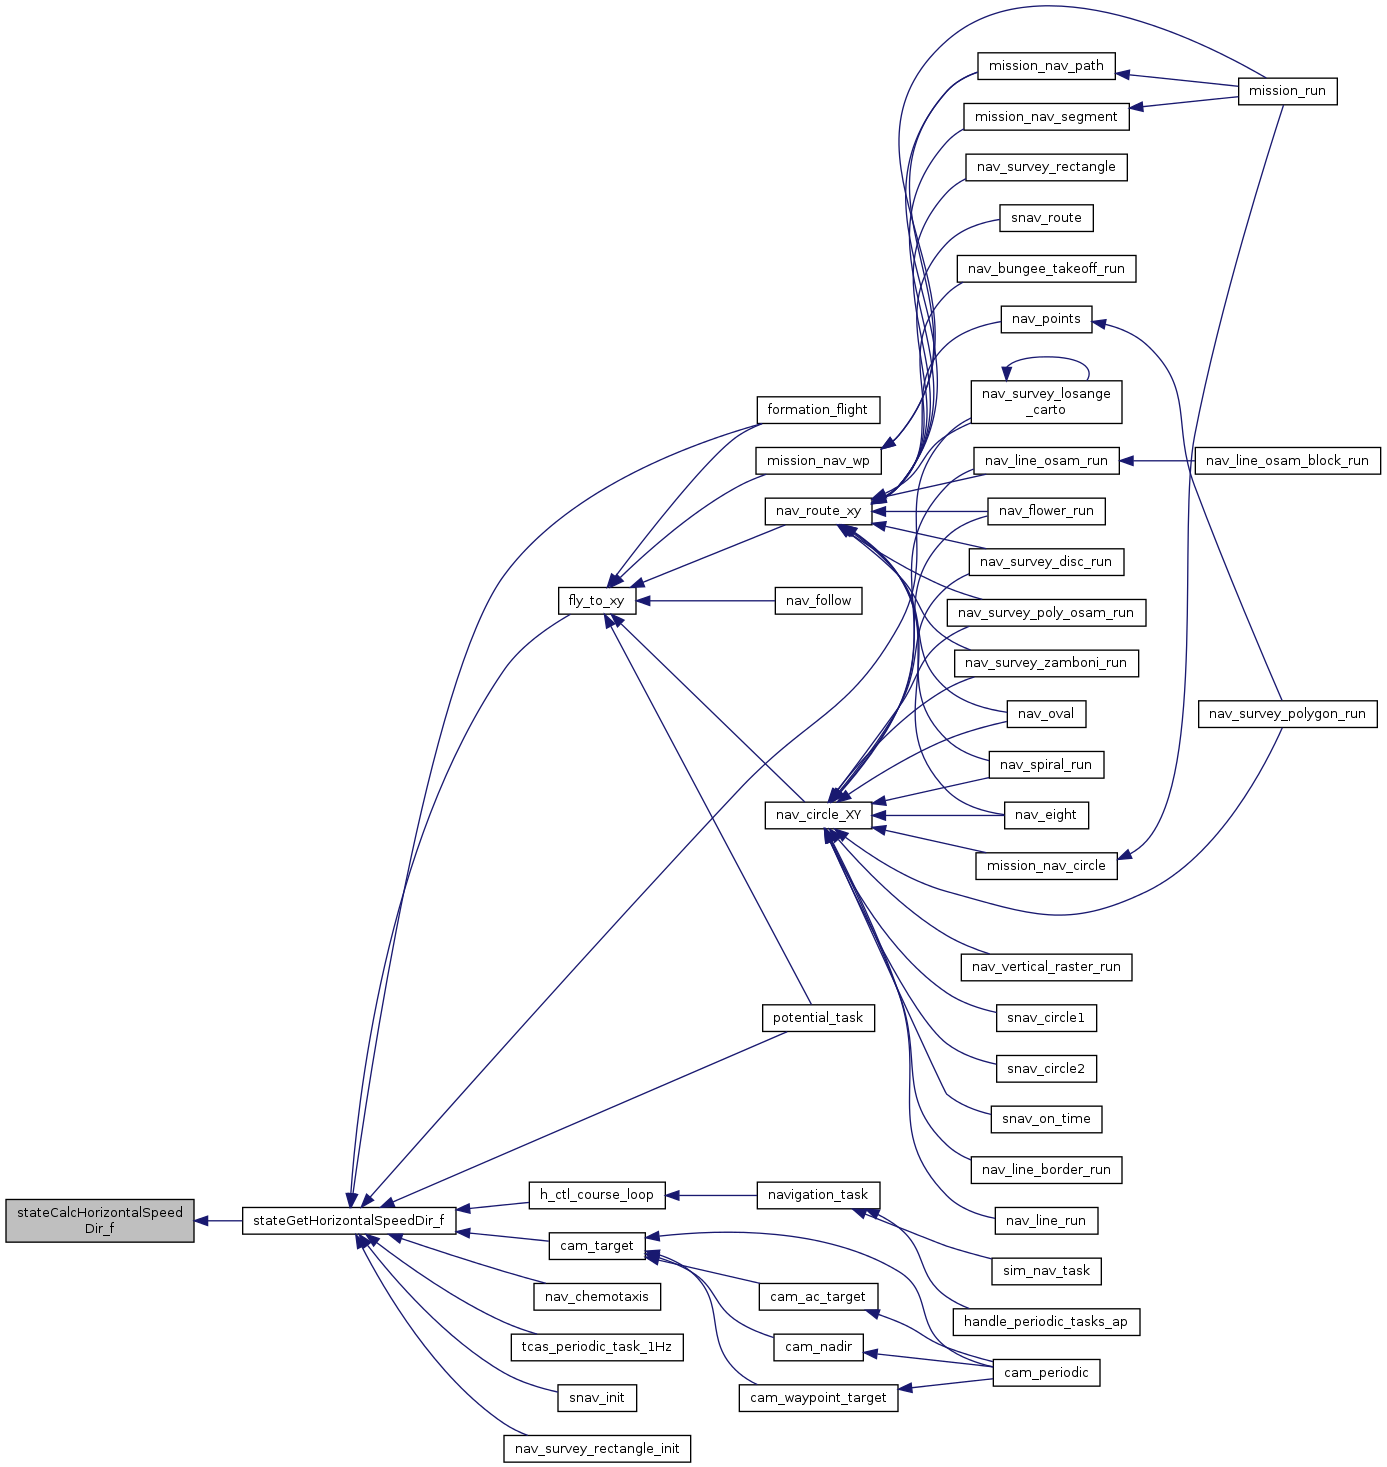 mission_nav_path
mission_run
mission_nav_segment
nav_survey_rectangle
snav_route
nav_bungee_takeoff_run
nav_points
nav_survey_losange
_carto
formation_flight
mission_nav_wp
nav_line_osam_run
nav_line_osam_block_run
nav_route_xy
nav_flower_run
nav_survey_disc_run
fly_to_xy
nav_follow
nav_survey_poly_osam_run
nav_survey_zamboni_run
nav_oval
nav_survey_polygon_run
nav_spiral_run
nav_circle_XY
nav_eight
mission_nav_circle
nav_vertical_raster_run
potential_task
snav_circle1
snav_circle2
snav_on_time
nav_line_border_run
h_ctl_course_loop
navigation_task
stateCalcHorizontalSpeed
Dir_f
stateGetHorizontalSpeedDir_f
nav_line_run
cam_target
sim_nav_task
nav_chemotaxis
cam_ac_target
handle_periodic_tasks_ap
tcas_periodic_task_1Hz
cam_nadir
cam_periodic
snav_init
cam_waypoint_target
nav_survey_rectangle_init